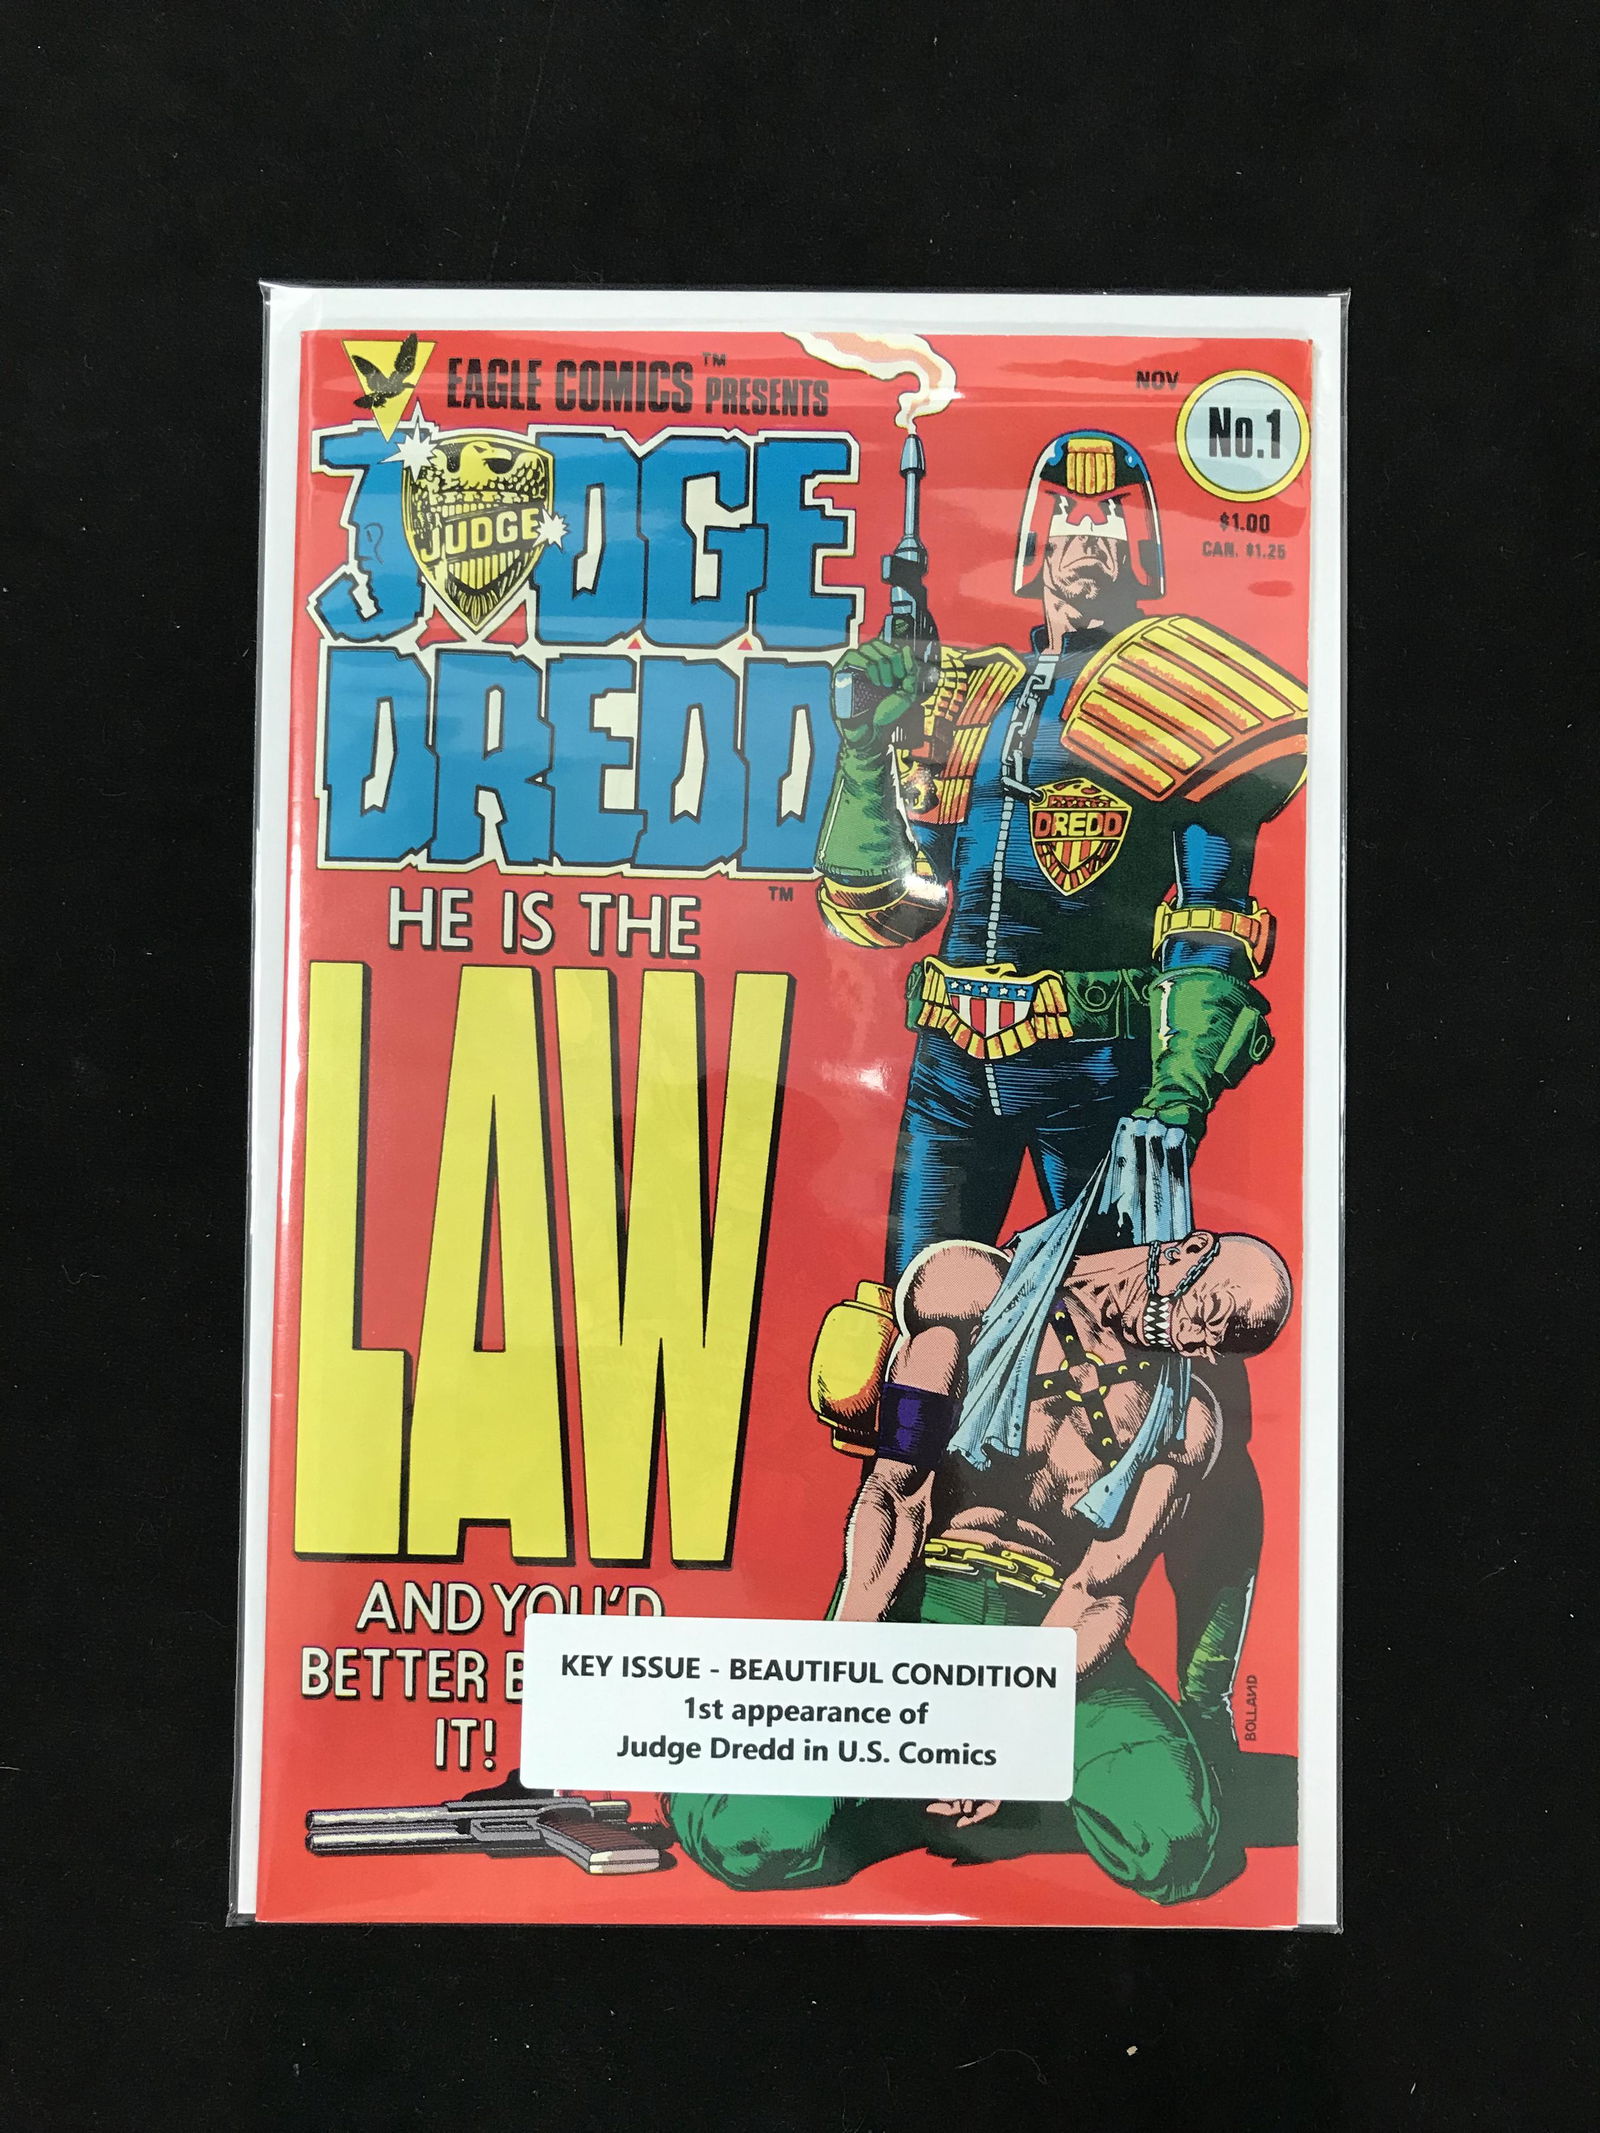 EAGLE COMICS™ PRESENTS
NOV
No.1
$1.00
CAN. $1.25
JUDGE
JUDGE
DREDD
™
DREDD
HE IS THE
LAW
AND YOU'D
BETTER B
IT!
KEY ISSUE - BEAUTIFUL CONDITION
1st appearance of
Judge Dredd in U.S. Comics
BOLLAND